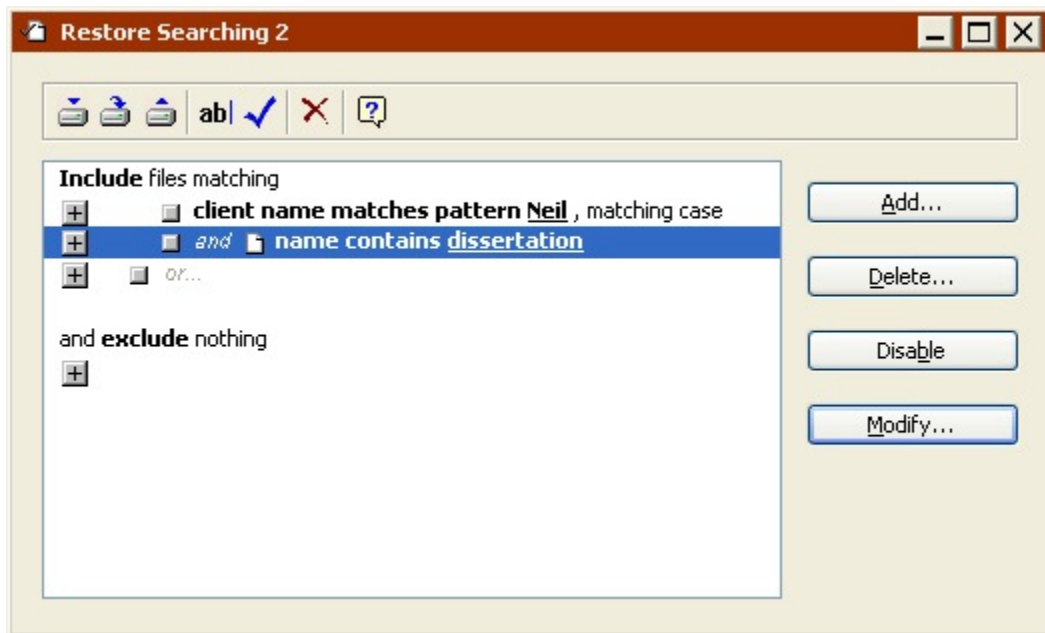 Restore Searching 2
ab
Include files matching
client name matches pattern Neil , matching case
and name contains dissertation
or...
and exclude nothing
Add...
Delete...
Disable
Modify...